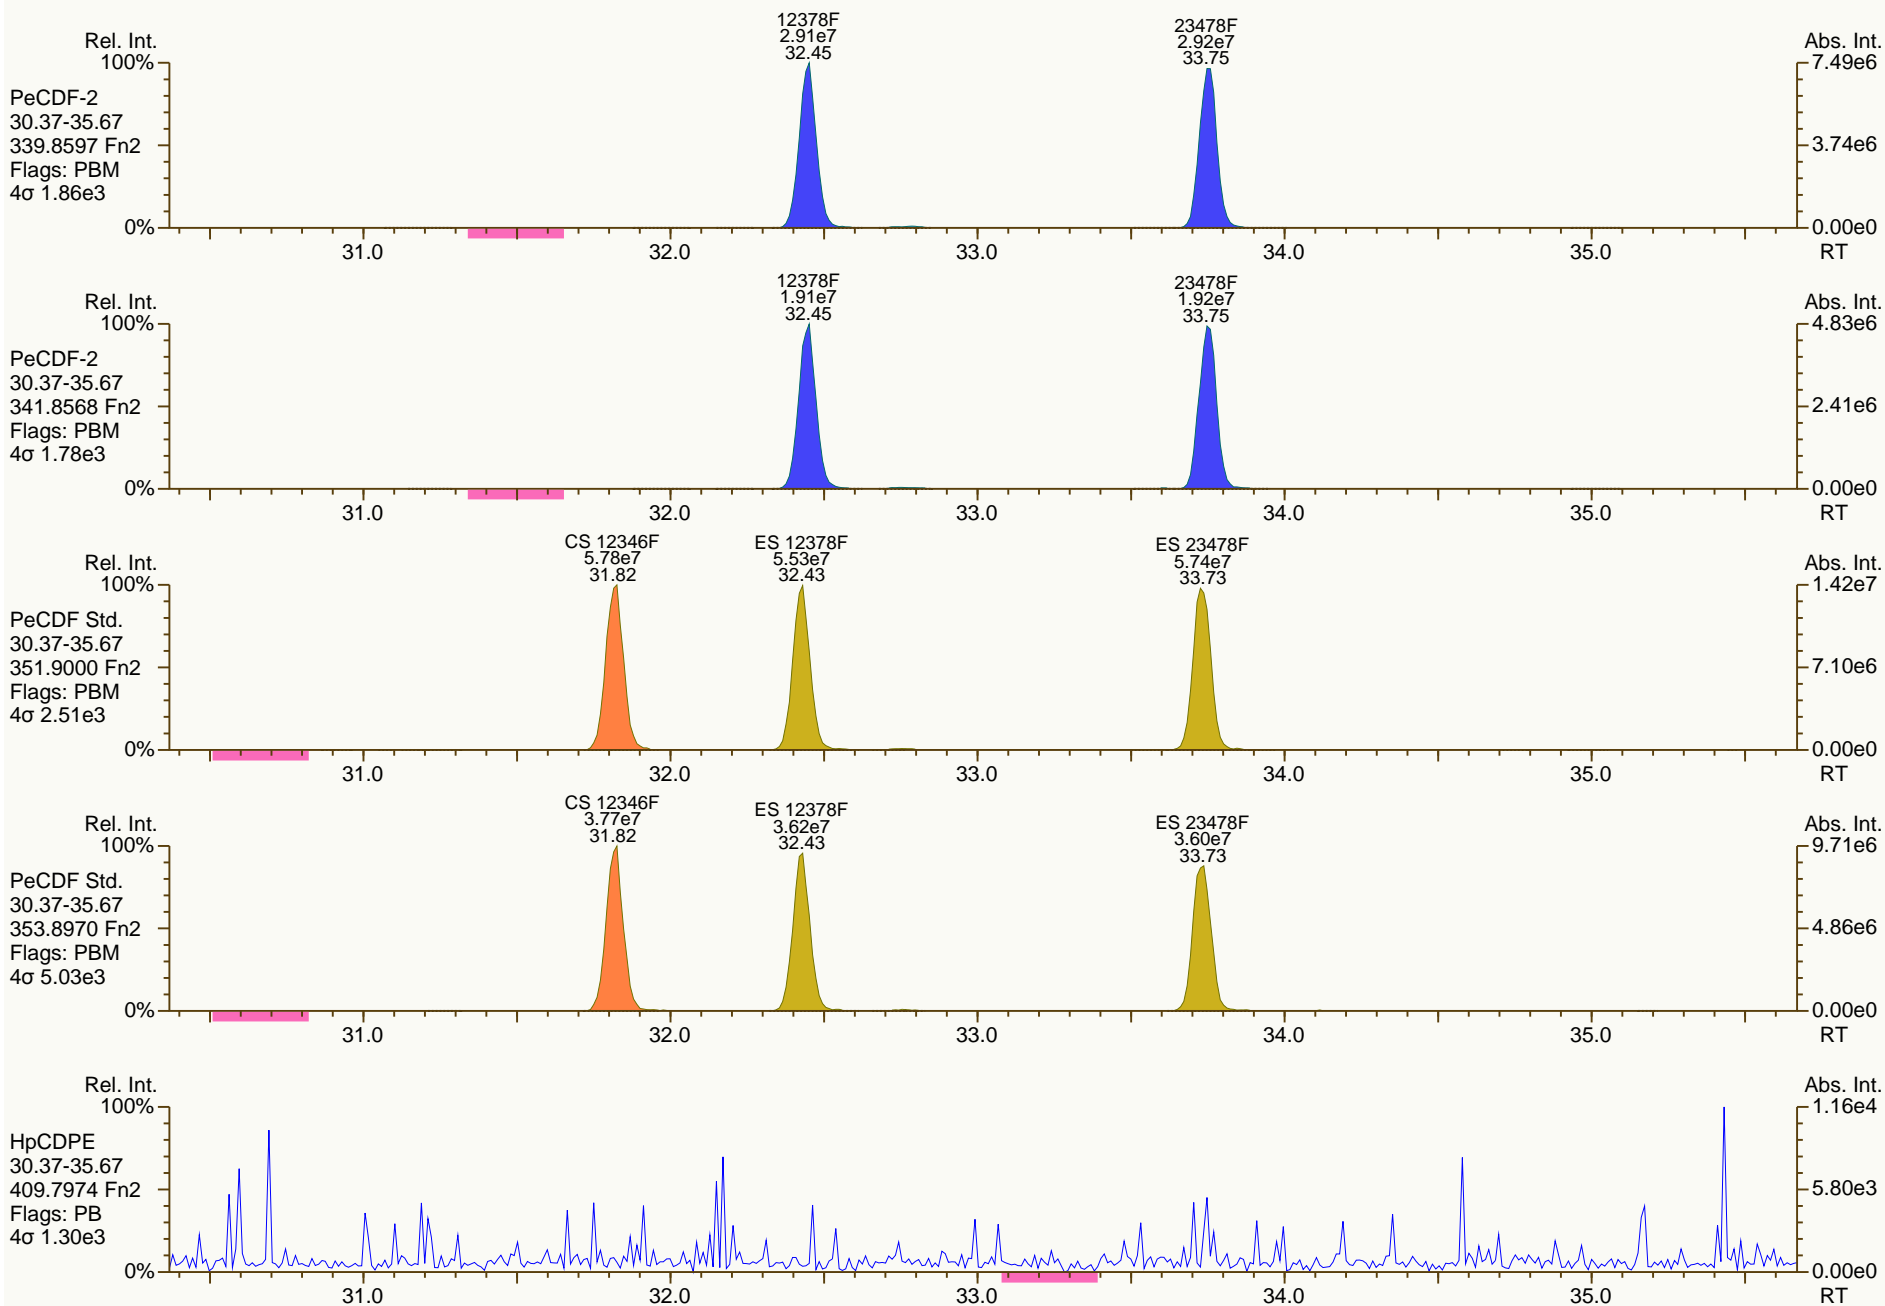 12378F
2.91e7
32.45
23478F
2.92e7
33.75
Rel. Int.
Abs. Int.
100%
7.49e6
PeCDF-2
30.37-35.67
339.8597 Fn2
3.74e6
Flags: PBM
4σ 1.86e3
0%
0.00e0
31.0 32.0 33.0 34.0 35.0 RT
12378F
1.91e7
32.45
23478F
1.92e7
33.75
Rel. Int.
Abs. Int.
100%
4.83e6
PeCDF-2
30.37-35.67
341.8568 Fn2
2.41e6
Flags: PBM
4σ 1.78e3
0%
0.00e0
31.0 32.0 33.0 34.0 35.0 RT
CS 12346F
5.78e7
31.82
ES 12378F
5.53e7
32.43
ES 23478F
5.74e7
33.73
Rel. Int.
Abs. Int.
100%
1.42e7
PeCDF Std.
30.37-35.67
351.9000 Fn2
7.10e6
Flags: PBM
4σ 2.51e3
0%
0.00e0
31.0 32.0 33.0 34.0 35.0 RT
CS 12346F
3.77e7
31.82
ES 12378F
3.62e7
32.43
ES 23478F
3.60e7
33.73
Rel. Int.
Abs. Int.
100%
9.71e6
PeCDF Std.
30.37-35.67
353.8970 Fn2
4.86e6
Flags: PBM
4σ 5.03e3
0%
0.00e0
31.0 32.0 33.0 34.0 35.0 RT
Rel. Int.
Abs. Int.
100%
1.16e4
HpCDPE
30.37-35.67
409.7974 Fn2
5.80e3
Flags: PB
4σ 1.30e3
0%
0.00e0
31.0 32.0 33.0 34.0 35.0 RT